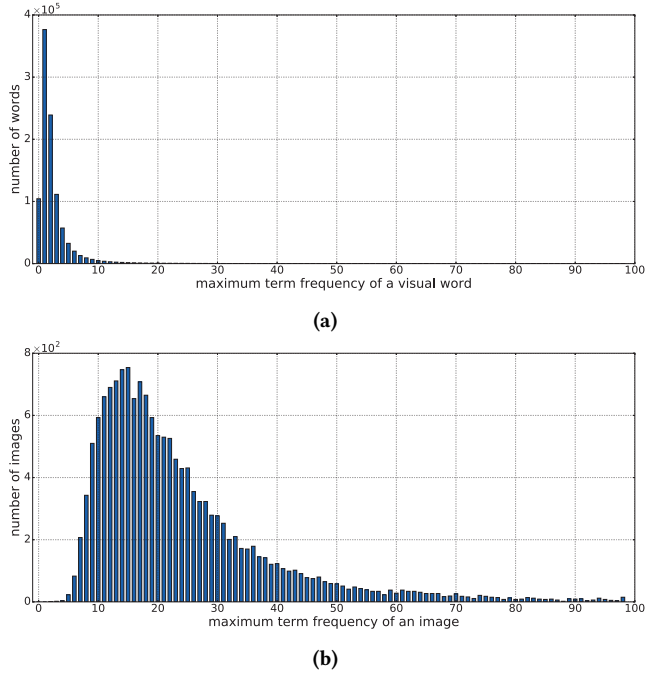 4 ×10⁵
3
2
1
0
number of words
0 10 20 30 40 50 60 70 80 90 100
maximum term frequency of a visual word
(a)
8 ×10²
6
4
2
0
number of images
0 10 20 30 40 50 60 70 80 90 100
maximum term frequency of an image
(b)